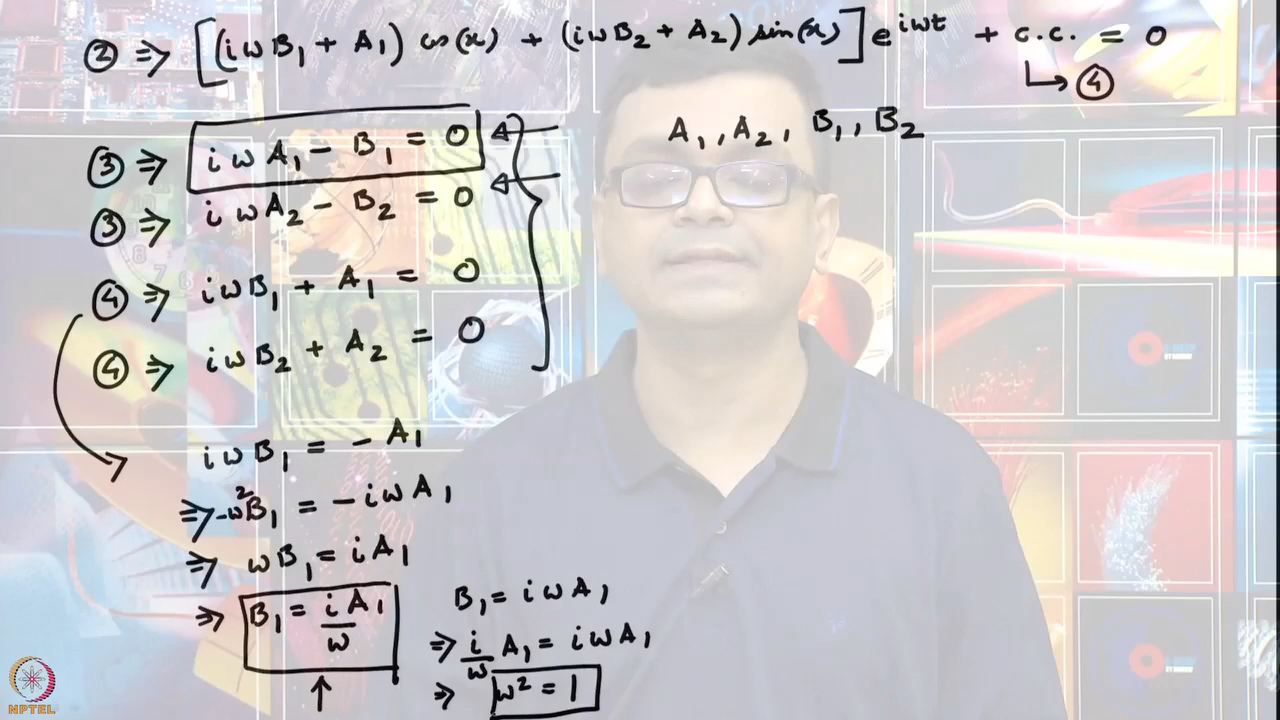 ② ⇒ [(iωB₁ + A₁) cos(x) + (iωB₂ + A₂) sin(x)] e^{iωt} + c.c. = 0
↳ ④
A₁, A₂, B₁, B₂
③ ⇒ iωA₁ - B₁ = 0
③ ⇒ iωA₂ - B₂ = 0
④ ⇒ iωB₁ + A₁ = 0
④ ⇒ iωB₂ + A₂ = 0
iωB₁ = -A₁
⇒ -ω²B₁ = -iωA₁
⇒ ωB₁ = iA₁
⇒ B₁ = iA₁/ω
B₁ = iωA₁
⇒ i/ω A₁ = iωA₁
⇒ ω² = 1
NPTEL